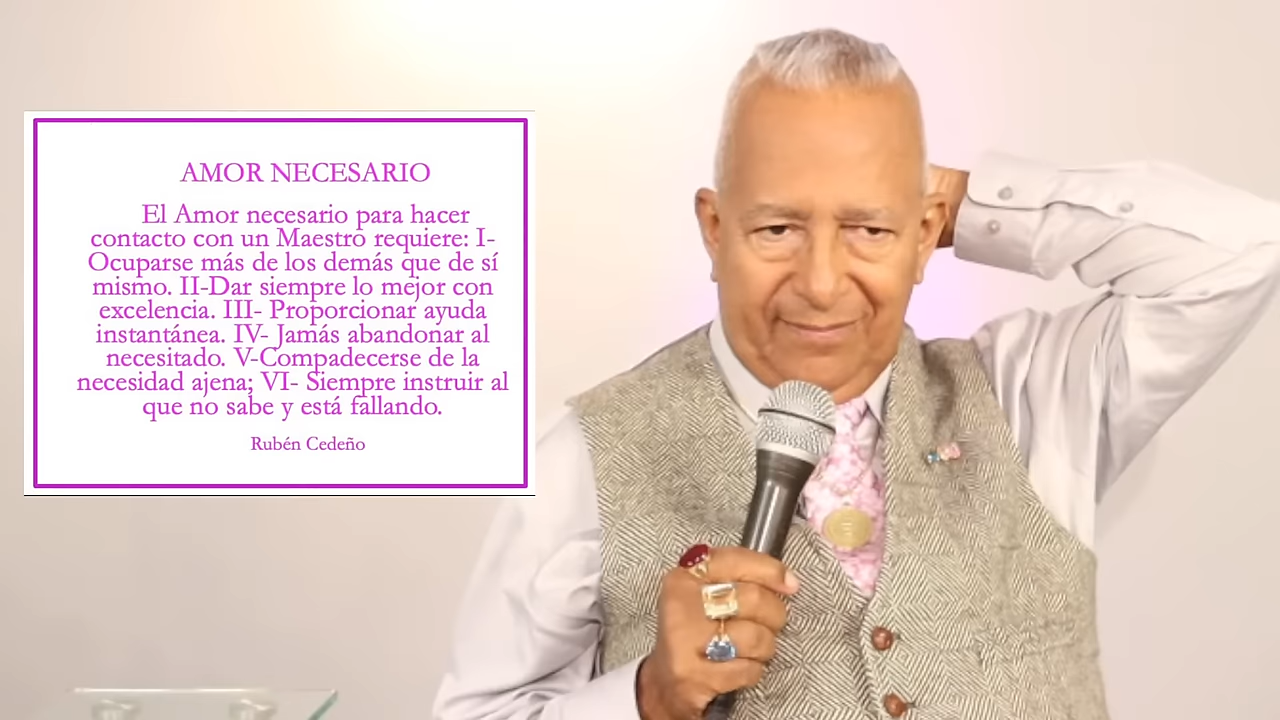 AMOR NECESARIO
El Amor necesario para hacer
contacto con un Maestro requiere: I-
Ocuparse más de los demás que de sí
mismo. II-Dar siempre lo mejor con
excelencia. III- Proporcionar ayuda
instantánea. IV- Jamás abandonar al
necesitado. V-Compadecerse de la
necesidad ajena; VI- Siempre instruir al
que no sabe y está fallando.
Rubén Cedeño